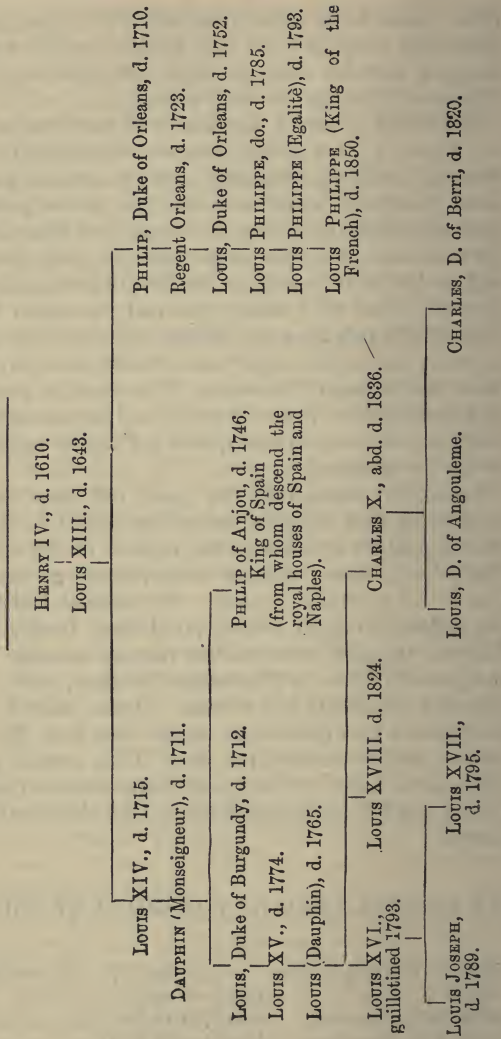 HENRY IV., d. 1610.
LOUIS XIII., d. 1643.
LOUIS XIV., d. 1715.
PHILIP, Duke of Orleans, d. 1710.
DAUPHIN (Monseigneur), d. 1711.
Regent Orleans, d. 1723.
LOUIS, Duke of Burgundy, d. 1712.
PHILIP of Anjou, d. 1746,
King of Spain
(from whom descend the
royal houses of Spain and
Naples).
LOUIS, Duke of Orleans, d. 1752.
LOUIS XV., d. 1774.
LOUIS PHILIPPE, do., d. 1785.
LOUIS (Dauphin), d. 1765.
LOUIS PHILIPPE (Egalitè), d. 1793.
LOUIS PHILIPPE (King of the
French), d. 1850.
LOUIS XVI.,
guillotined 1793.
LOUIS XVIII. d. 1824.
CHARLES X., abd. d. 1836.
LOUIS JOSEPH,
d. 1789.
LOUIS XVII.,
d. 1795.
LOUIS, D. of Angouleme.
CHARLES, D. of Berri, d. 1820.